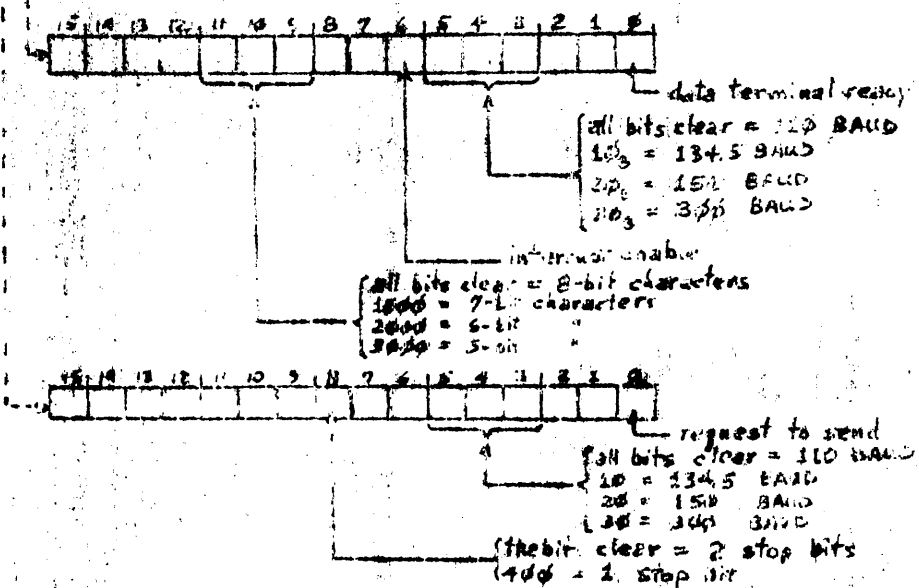 15 14 13 12 11 10 9 8 7 6 5 4 3 2 1 0
data terminal ready
all bits clear = 110 BAUD
10₈ = 134.5 BAUD
20₈ = 150 BAUD
30₈ = 300 BAUD
interrupt enable
all bits clear = 8-bit characters
1000 = 7-bit characters
2000 = 6-bit "
3000 = 5-bit "
15 14 13 12 11 10 9 8 7 6 5 4 3 2 1 0
request to send
all bits clear = 110 BAUD
10 = 134.5 BAUD
20 = 150 BAUD
30 = 300 BAUD
the bit clear = 2 stop bits
400 = 1 stop bit